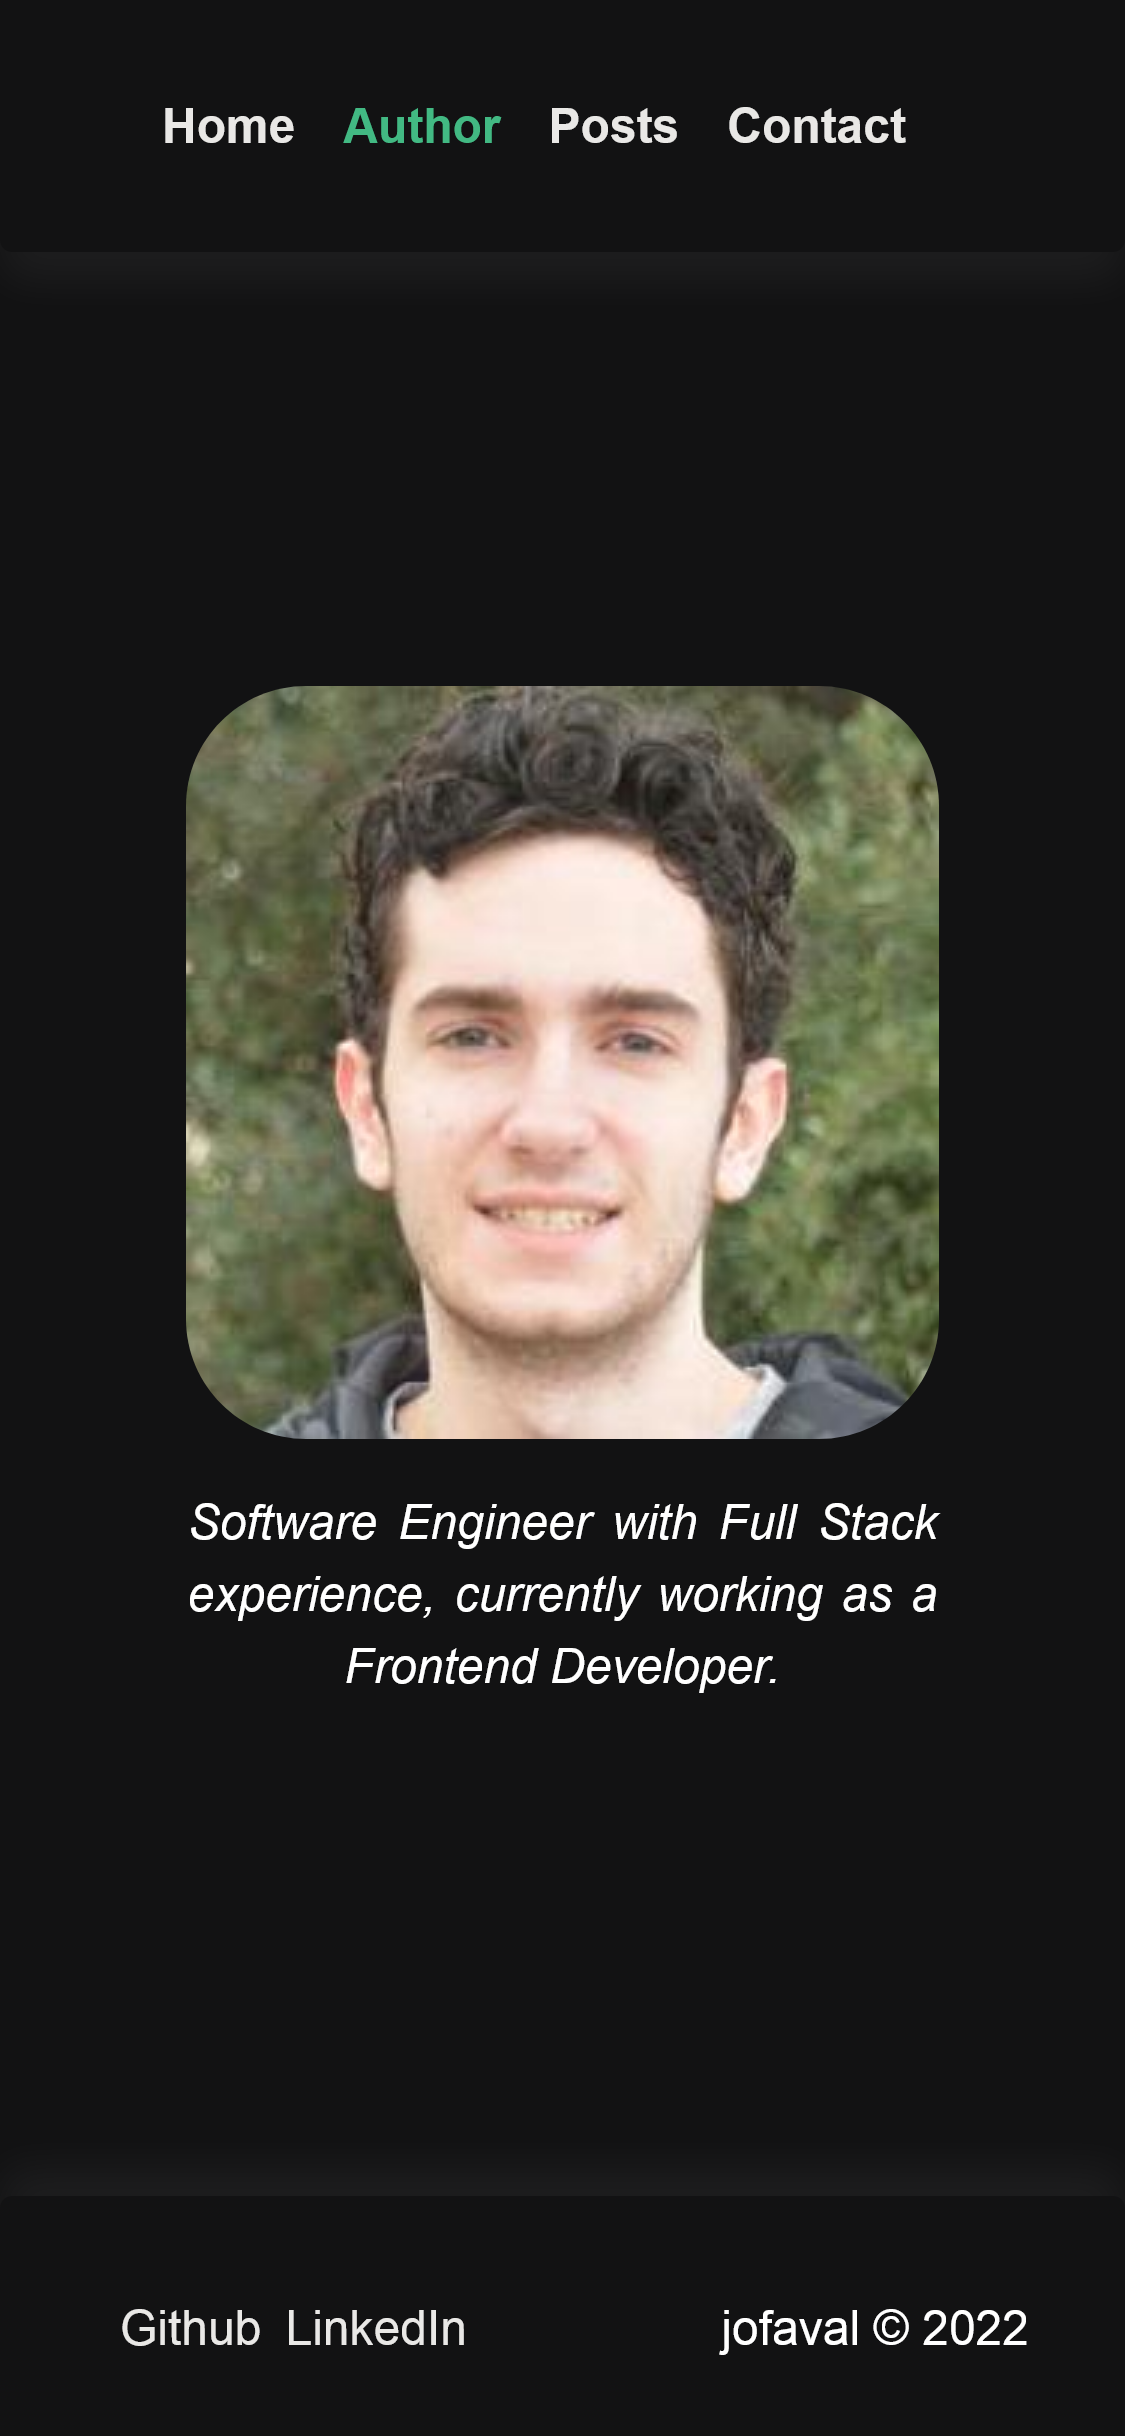 Home Author Posts Contact
Software Engineer with Full Stack
experience, currently working as a
Frontend Developer.
Github LinkedIn jofaval © 2022